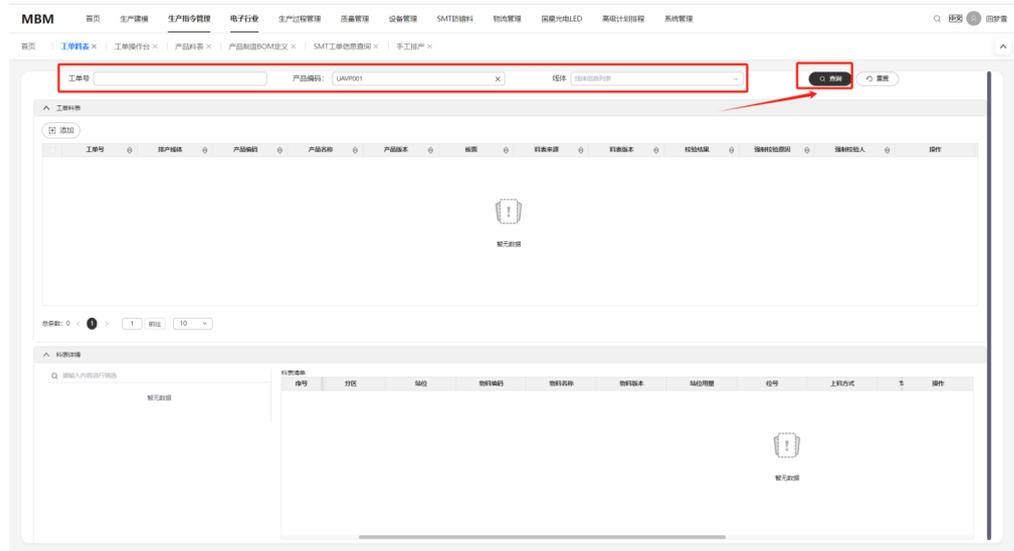 MBM 首页 生产建模 生产指令管理 电子行业 生产过程管理 质量管理 设备管理 SMT防错料 物流管理 国星光电LED 高级计划排程 系统管理 中文 回梦雪
首页 工单料表 × 工单操作台 × 产品料表 × 产品制造BOM定义 × SMT工单信息查询 × 手工排产 ×
工单号 产品编码: UAVP001 × 线体 线体信息列表 查询 重置
工单料表
添加
工单号 排产线体 产品编码 产品名称 产品版本 板面 料表来源 料表版本 校验结果 强制校验原因 强制校验人 操作
暂无数据
总条数: 0 < 1 > 1 前往 10
料表详情
请输入内容进行筛选
暂无数据
料表清单
序号 分区 站位 物料编码 物料名称 物料版本 站位用量 位号 上料方式 操作
暂无数据